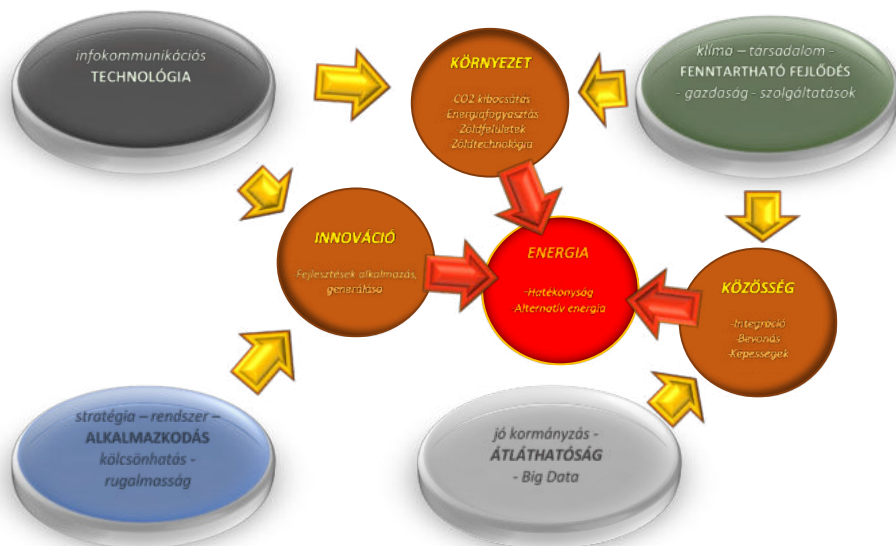 infokommunikációs
TECHNOLÓGIA
KÖRNYEZET
CO2 kibocsátás
Energiafogyasztás
Zöldfelületek
Zöldtechnológia
klíma – társadalom -
FENNTARTHATÓ FEJLŐDÉS
- gazdaság - szolgáltatások
INNOVÁCIÓ
Fejlesztések alkalmazás,
generálása
ENERGIA
-Hatékonyság
Alternatív energia
KÖZÖSSÉG
-Integráció
-Bevonás
-Képességek
stratégia – rendszer –
ALKALMAZKODÁS
kölcsönhatás -
rugalmasság
jó kormányzás -
ÁTLÁTHATÓSÁG
- Big Data